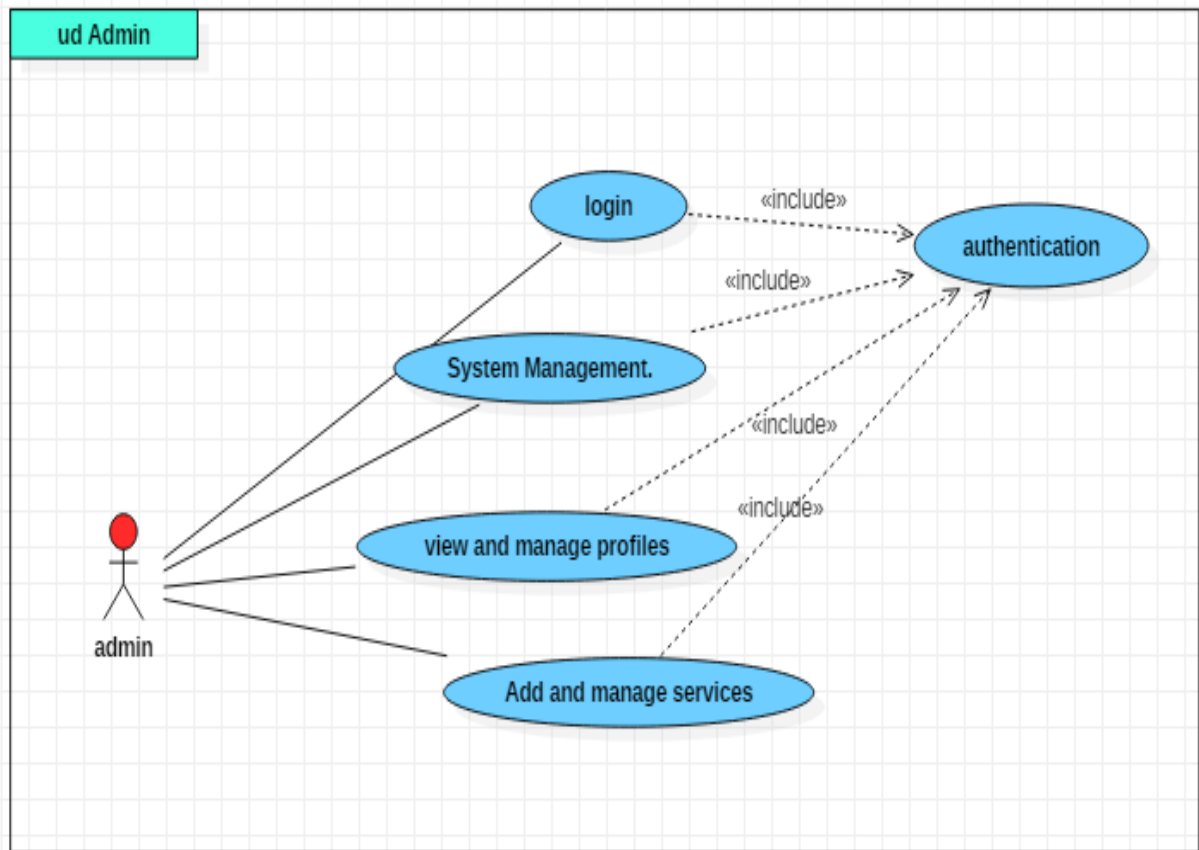 ud Admin
login
«include»
authentication
«include»
System Management.
«include»
«include»
view and manage profiles
admin
Add and manage services